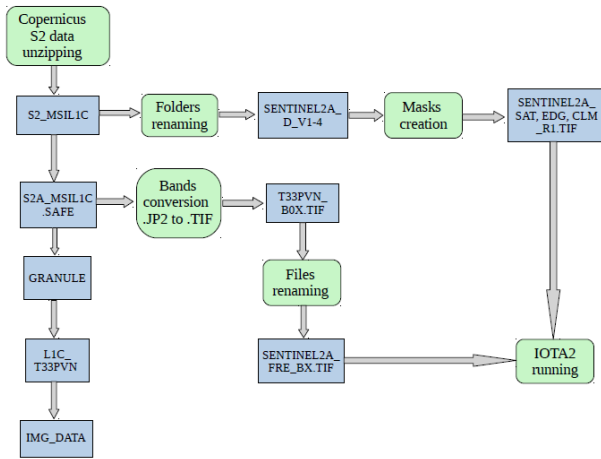 Copernicus
S2 data
unzipping
S2_MSIL1C
Folders
renaming
SENTINEL2A_
D_V1-4
Masks
creation
SENTINEL2A_
SAT, EDG, CLM
_R1.TIF
S2A_MSIL1C
.SAFE
Bands
conversion
.JP2 to .TIF
T33PVN_
B0X.TIF
GRANULE
Files
renaming
L1C_
T33PVN
SENTINEL2A_
FRE_BX.TIF
IOTA2
running
IMG_DATA